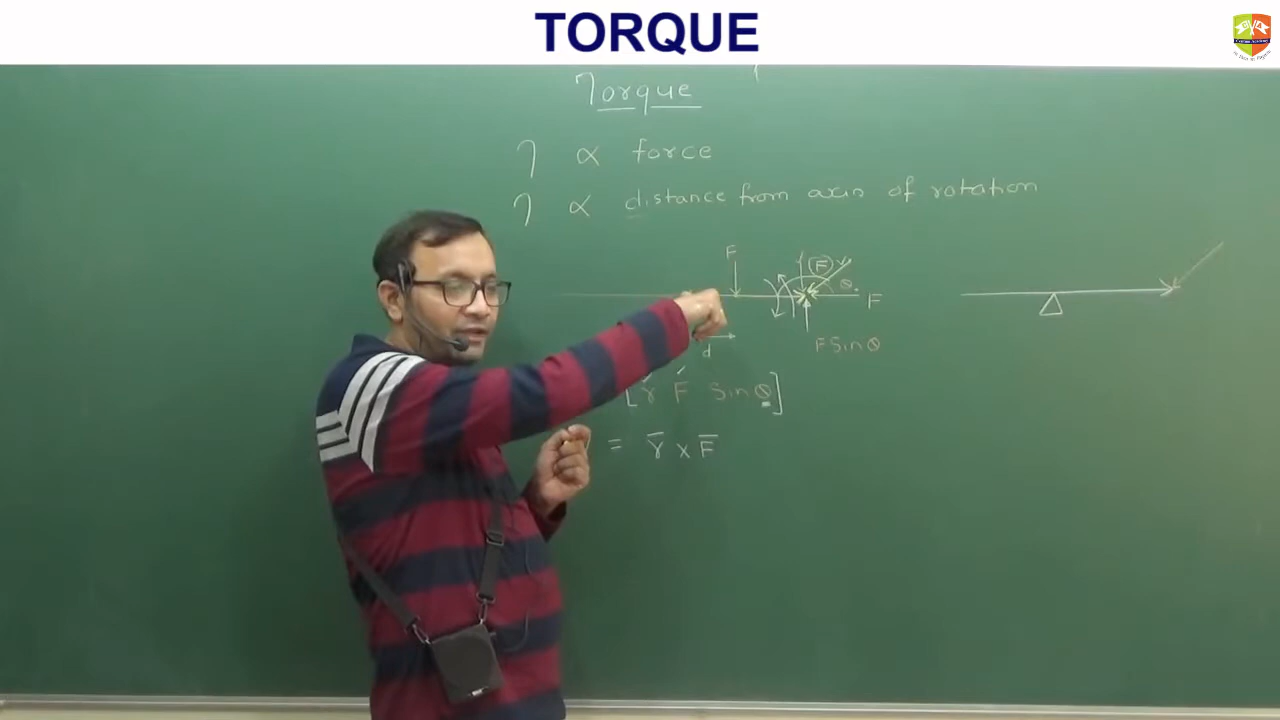 TORQUE
Torque
τ ∝ force
τ ∝ distance from axis of rotation
F
F
θ
F
d
F Sin θ
[r F Sin θ]
= r̅ × F̅